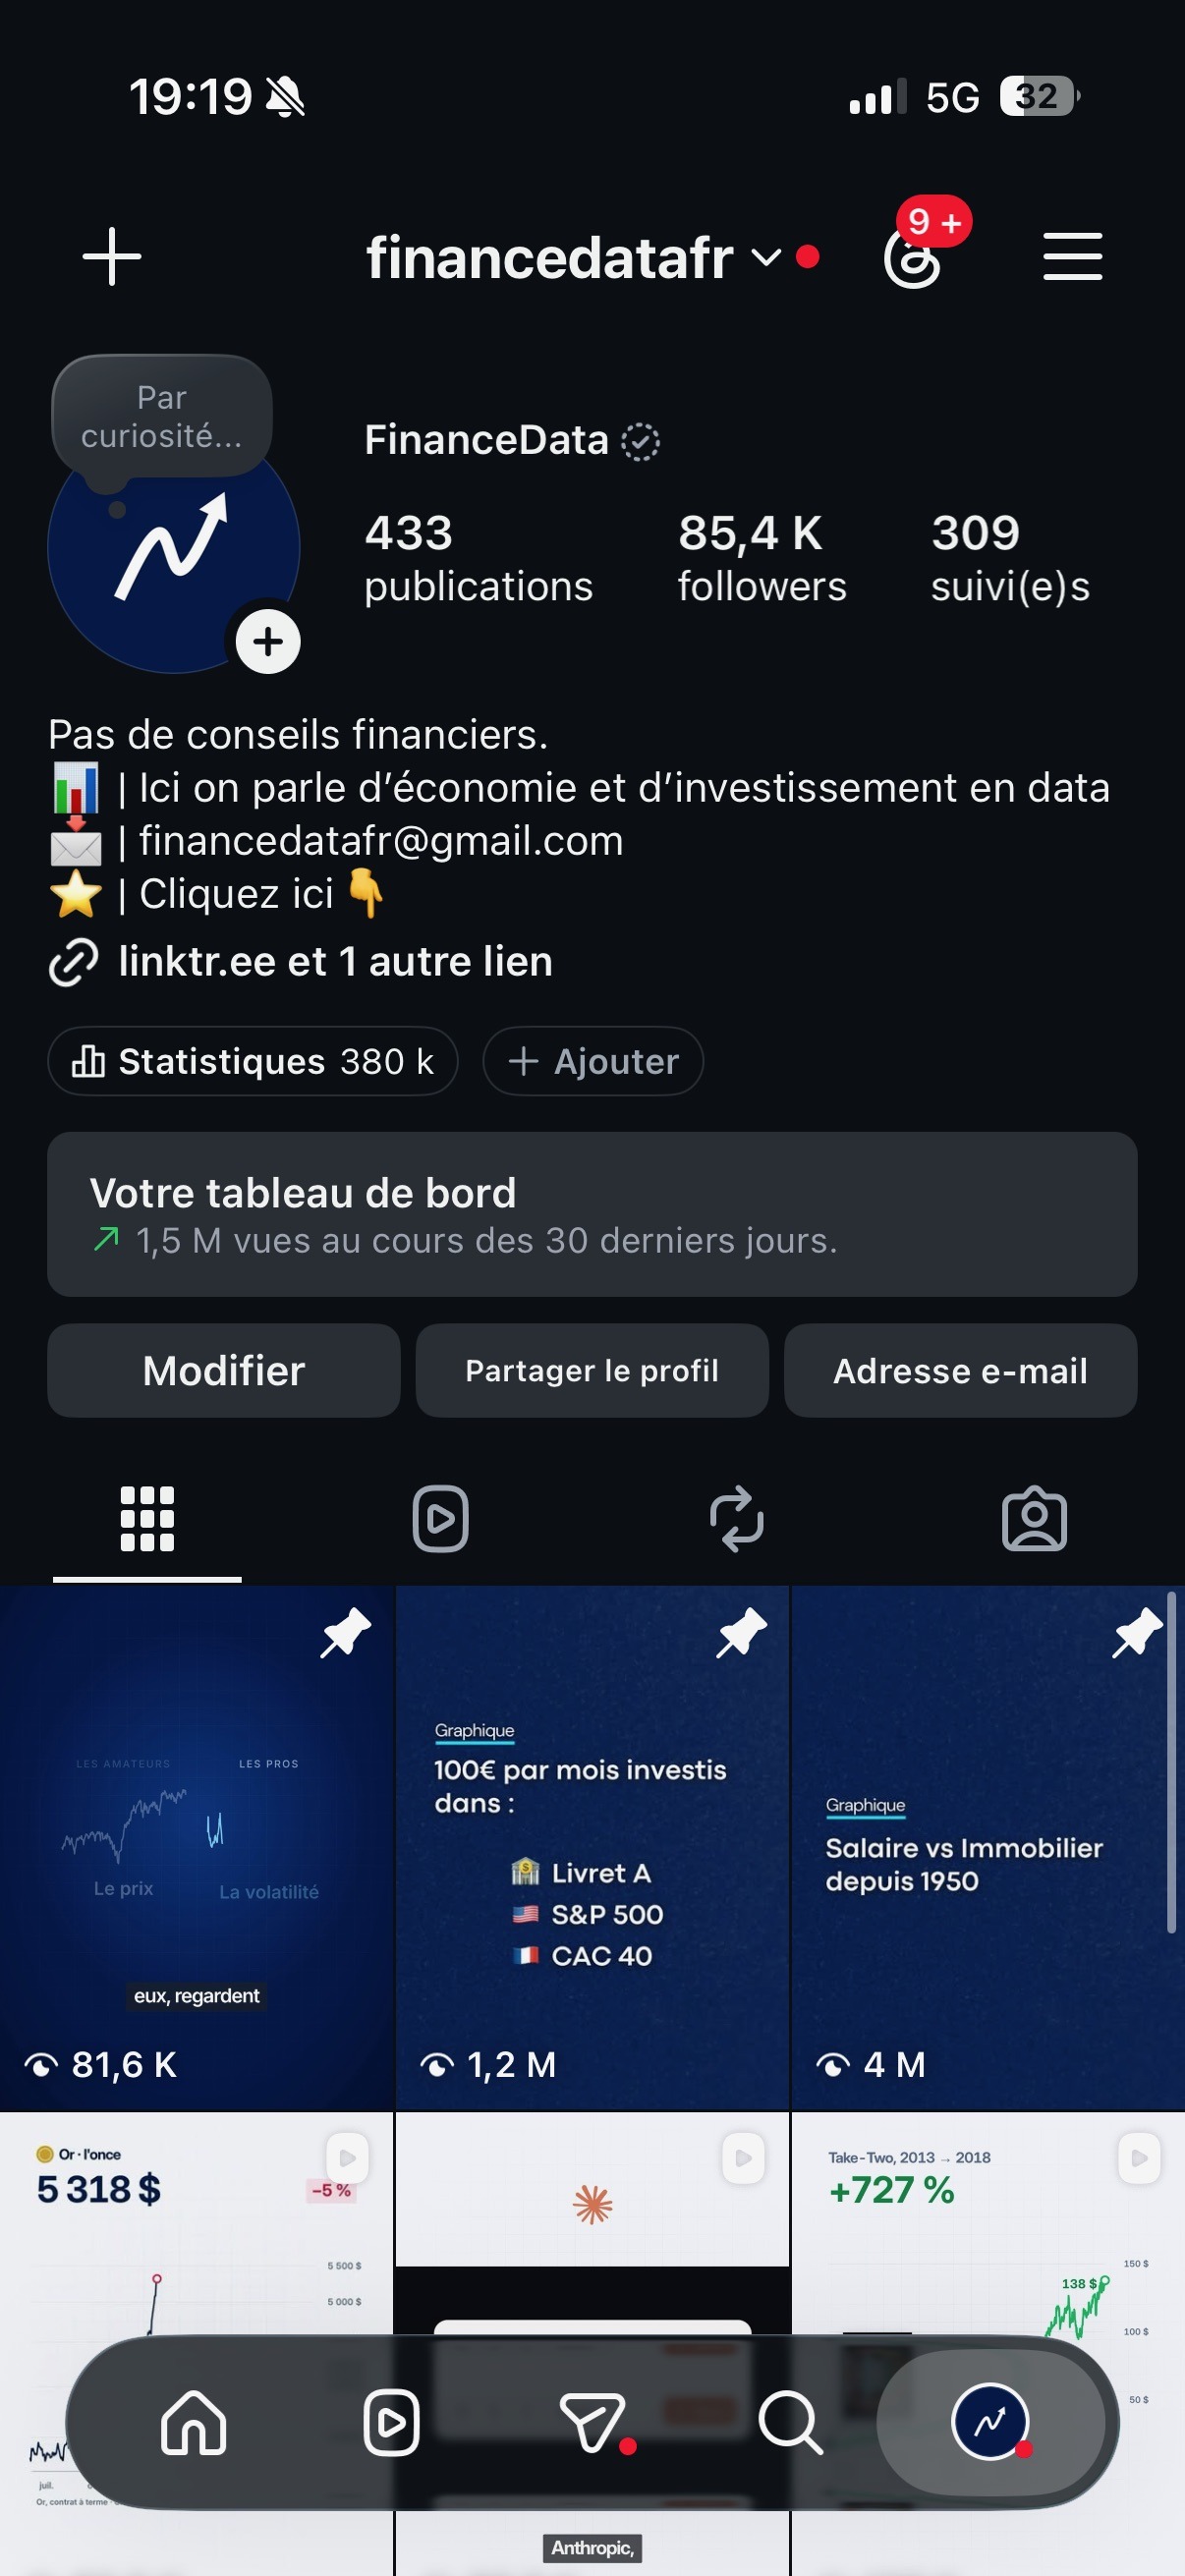 19:19
5G
32
financedatafr
9 +
Par
curiosité...
FinanceData
433
85,4 K
309
publications
followers
suivi(e)s
Pas de conseils financiers.
📊 | Ici on parle d’économie et d’investissement en data
📩 | financedatafr@gmail.com
⭐ | Cliquez ici 👇
linktr.ee et 1 autre lien
Statistiques 380 k
+ Ajouter
Votre tableau de bord
1,5 M vues au cours des 30 derniers jours.
Modifier
Partager le profil
Adresse e-mail
LES AMATEURS
LES PROS
Le prix
La volatilité
eux, regardent
81,6 K
Graphique
100€ par mois investis
dans :
Livret A
S&P 500
CAC 40
1,2 M
Graphique
Salaire vs Immobilier
depuis 1950
4 M
Or · l'once
5 318 $
−5 %
5 500 $
5 000 $
juil.
Or, contrat à terme
Anthropic,
Take-Two, 2013 → 2018
+727 %
150 $
138 $
100 $
50 $